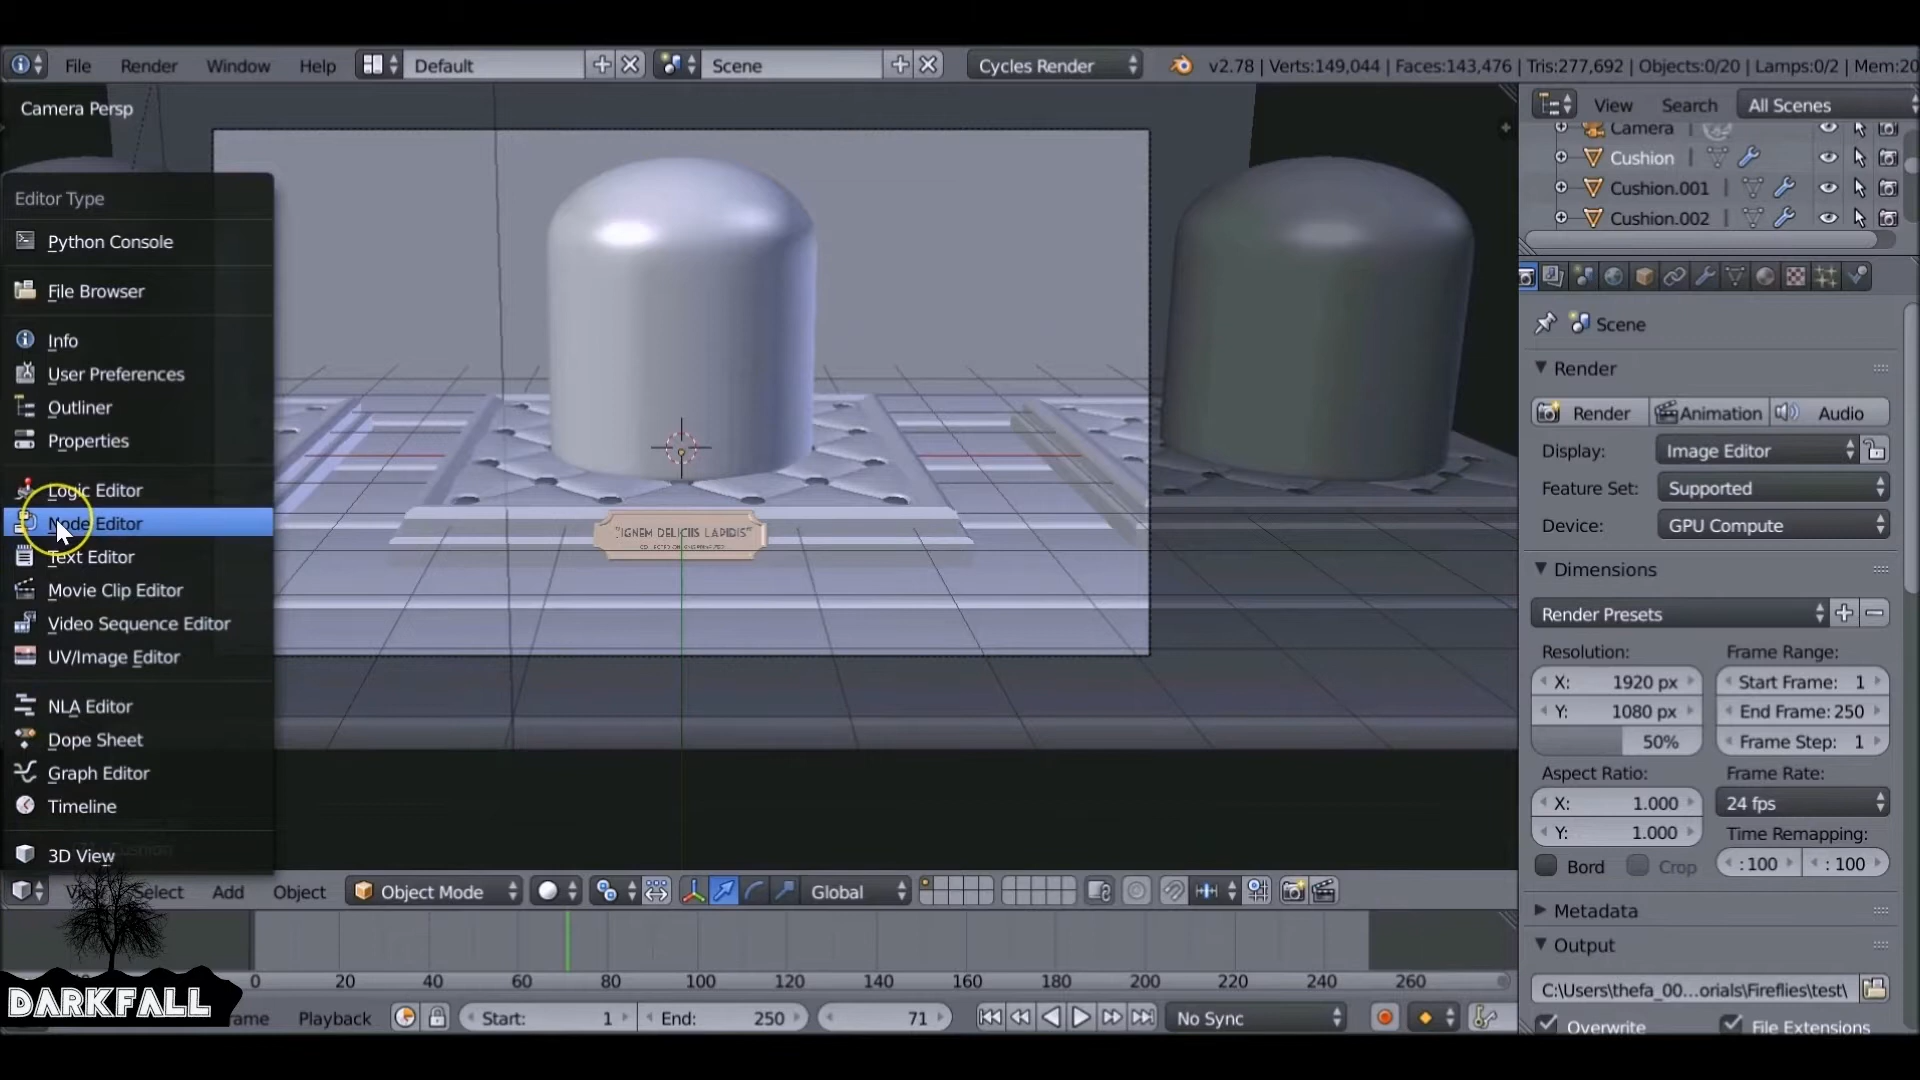 File Render Window Help Default Scene Cycles Render v2.78 | Verts:149,044 | Faces:143,476 | Tris:277,692 | Objects:0/20 | Lamps:0/2 | Mem:20
Camera Persp
View Search All Scenes
Camera
Cushion
Cushion.001
Cushion.002
Editor Type
Python Console
File Browser
Info
User Preferences
Outliner
Properties
Logic Editor
Node Editor
Text Editor
Movie Clip Editor
Video Sequence Editor
UV/Image Editor
NLA Editor
Dope Sheet
Graph Editor
Timeline
3D View
"IGNEM DELICIIS LAPIDIS"
Scene
Render
Render Animation Audio
Display: Image Editor
Feature Set: Supported
Device: GPU Compute
Dimensions
Render Presets
Resolution: Frame Range:
X: 1920 px Start Frame: 1
Y: 1080 px End Frame: 250
50% Frame Step: 1
Aspect Ratio: Frame Rate:
X: 1.000 24 fps
Y: 1.000 Time Remapping:
Bord Crop : 100 : 100
Metadata
Output
C:\Users\thefa_00...orials\Fireflies\test\
Overwrite File Extensions
Select Add Object Object Mode Global
0 20 40 60 80 100 120 140 160 180 200 220 240 260
Playback Start: 1 End: 250 71 No Sync
DARKFALL